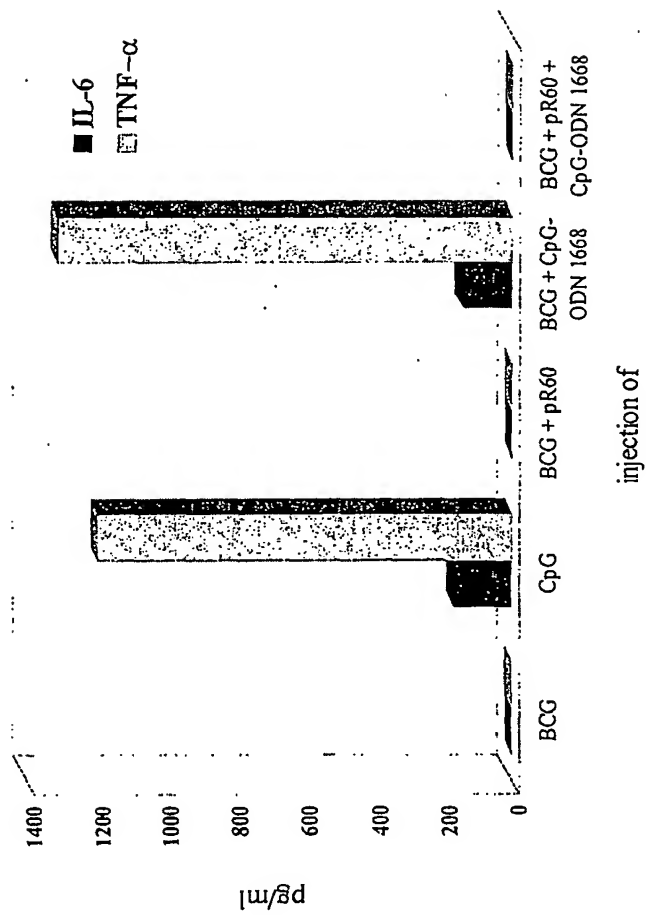 IL-6
TNF-α
1400
1200
1000
800
600
400
200
0
pg/ml
BCG
CpG
BCG + pR60
BCG + CpG-
ODN 1668
BCG + pR60 +
CpG-ODN 1668
injection of